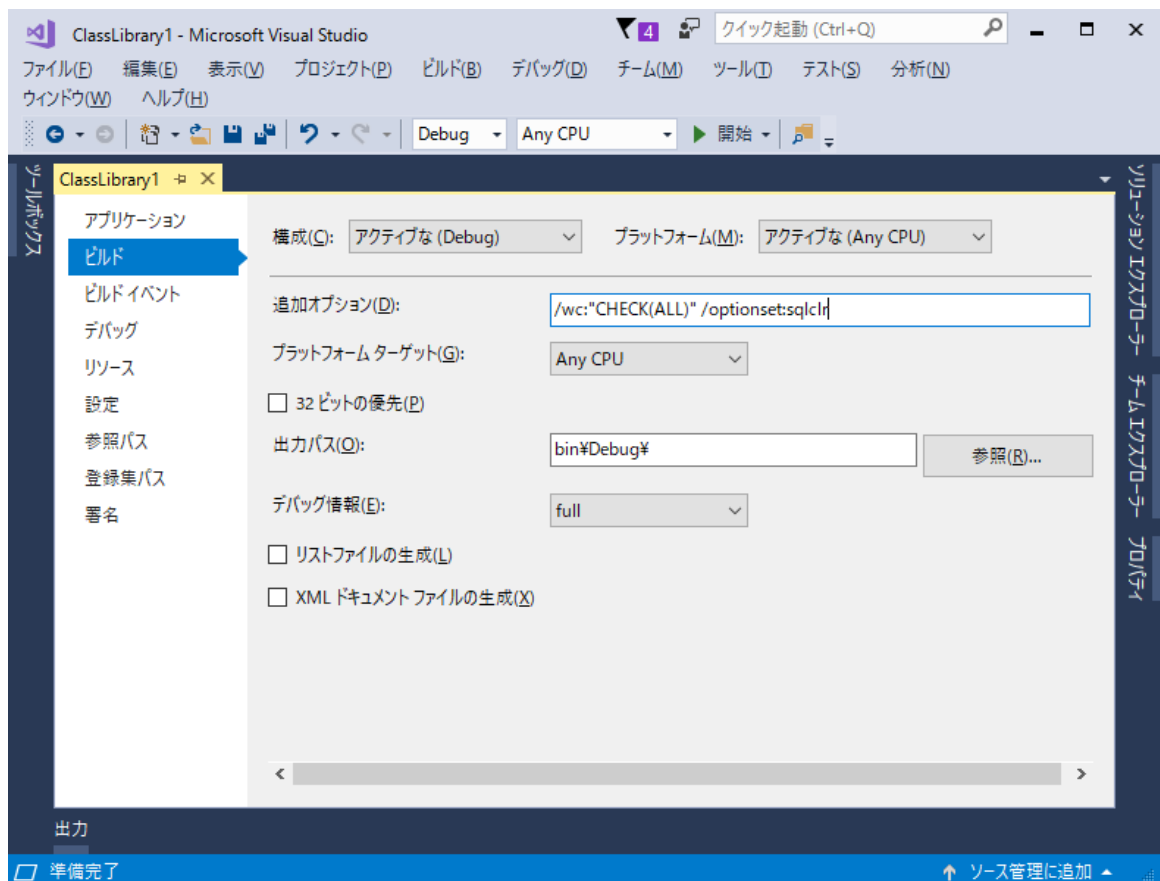 ClassLibrary1 - Microsoft Visual Studio
4
クイック起動 (Ctrl+Q)
ファイル(F) 編集(E) 表示(V) プロジェクト(P) ビルド(B) デバッグ(D) チーム(M) ツール(T) テスト(S) 分析(N)
ウィンドウ(W) ヘルプ(H)
Debug Any CPU 開始
ツールボックス
ClassLibrary1
アプリケーション
ビルド
ビルド イベント
デバッグ
リソース
設定
参照パス
登録集パス
署名
構成(C): アクティブな (Debug) プラットフォーム(M): アクティブな (Any CPU)
追加オプション(D): /wc:"CHECK(ALL)" /optionset:sqlclr
プラットフォーム ターゲット(G): Any CPU
32 ビットの優先(P)
出力パス(O): bin¥Debug¥ 参照(R)...
デバッグ情報(E): full
リストファイルの生成(L)
XML ドキュメント ファイルの生成(X)
ソリューション エクスプローラー
チーム エクスプローラー
プロパティ
出力
準備完了 ソース管理に追加